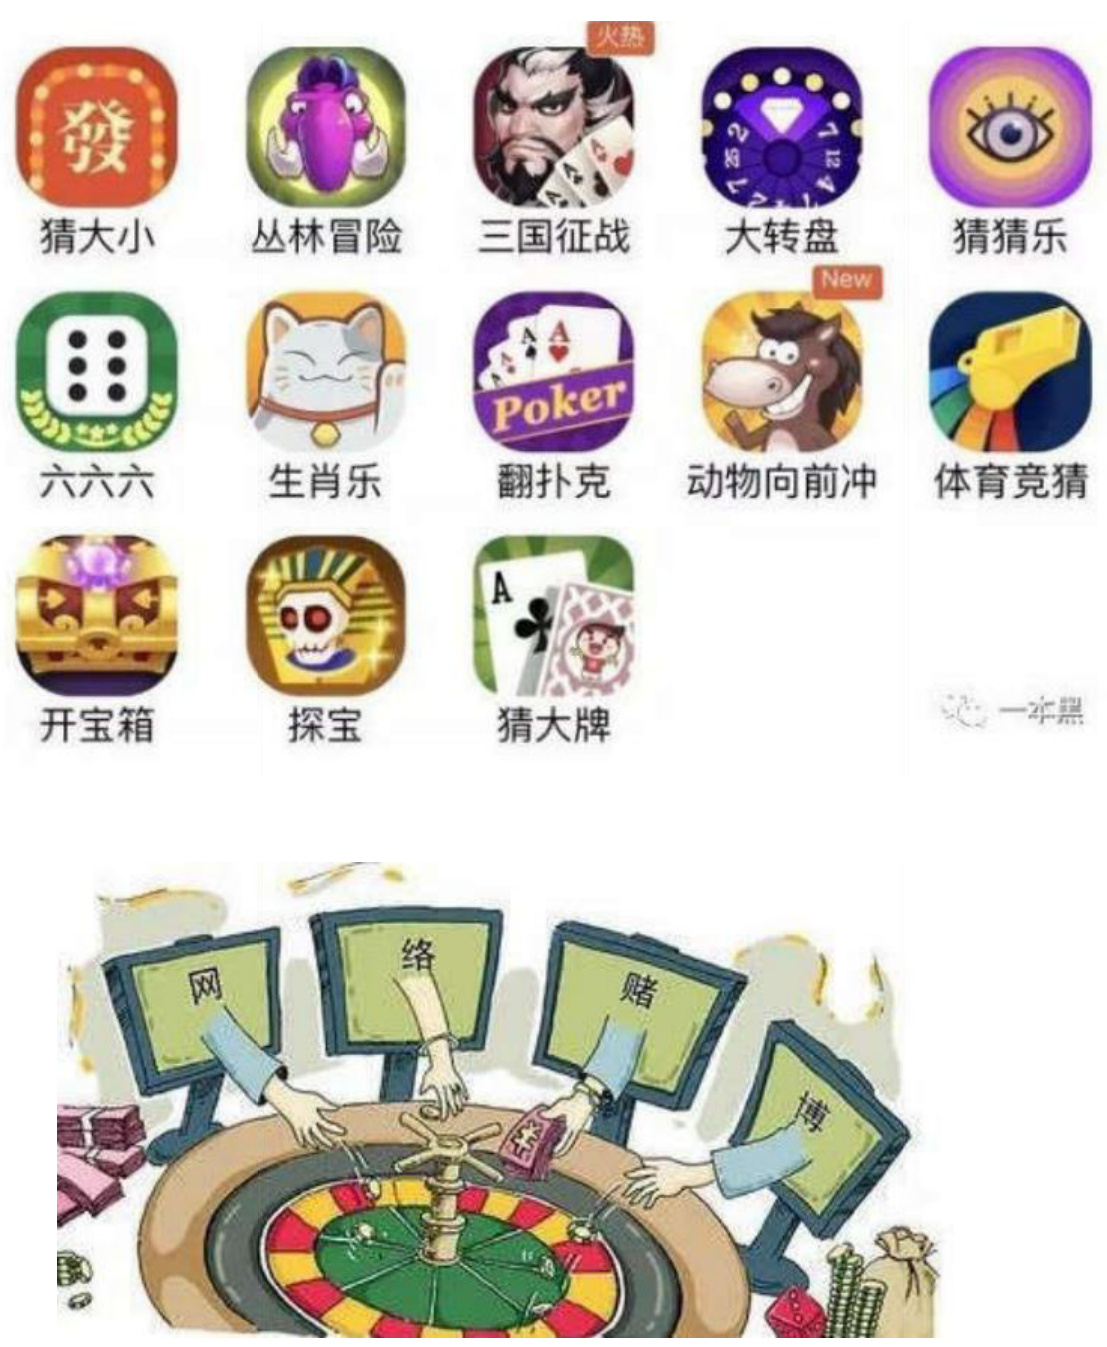 火热
發
猜大小 丛林冒险 三国征战 大转盘 猜猜乐
New
A A
Poker
六六六 生肖乐 翻扑克 动物向前冲 体育竞猜
A
开宝箱 探宝 猜大牌
一本黑
网 络 赌 博